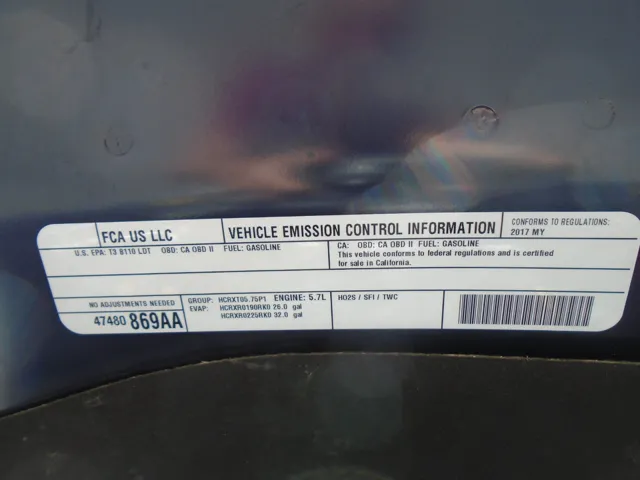 FCA US LLC
VEHICLE EMISSION CONTROL INFORMATION
CONFORMS TO REGULATIONS:
2017 MY
U.S. EPA: T3 B110 LDT OBD: CA OBD II FUEL: GASOLINE
CA: OBD: CA OBD II FUEL: GASOLINE
This vehicle conforms to federal regulations and is certified
for sale in California.
NO ADJUSTMENTS NEEDED
47480 869AA
GROUP: HCRXT05.75P1 ENGINE: 5.7L
EVAP: HCRXR0190RK0 26.0 gal
HCRXR0225RK0 32.0 gal
HO2S / SFI / TWC